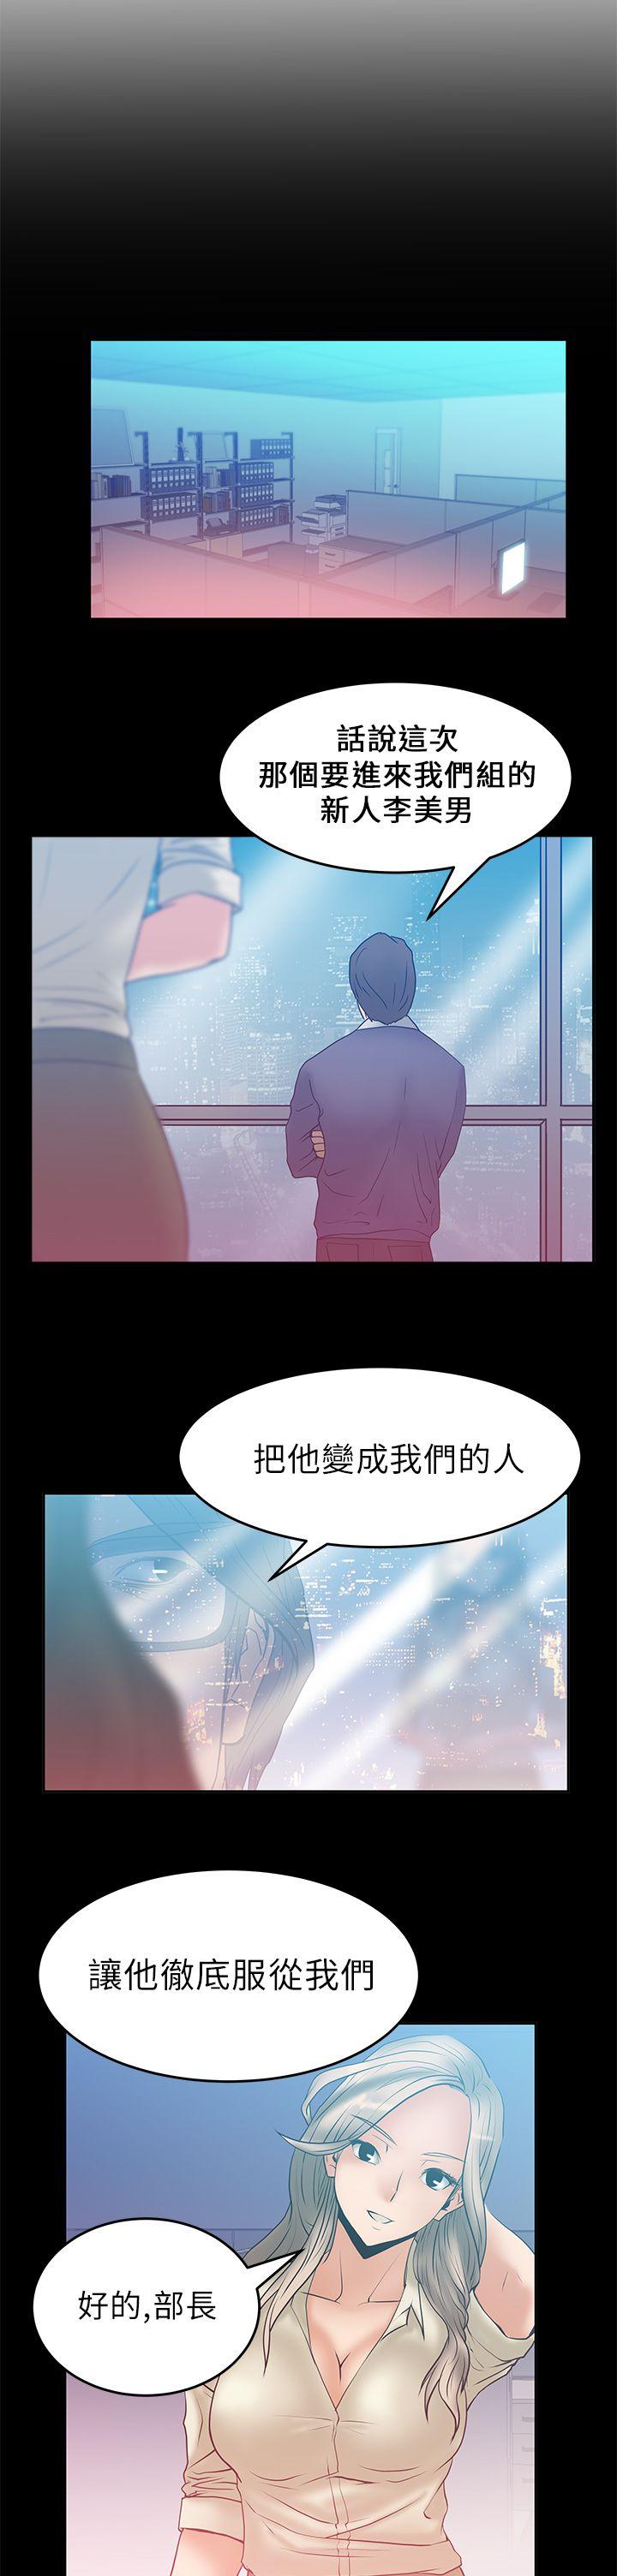 話說這次
那個要進來我們組的
新人李美男
把他變成我們的人
讓他徹底服從我們
好的,部長